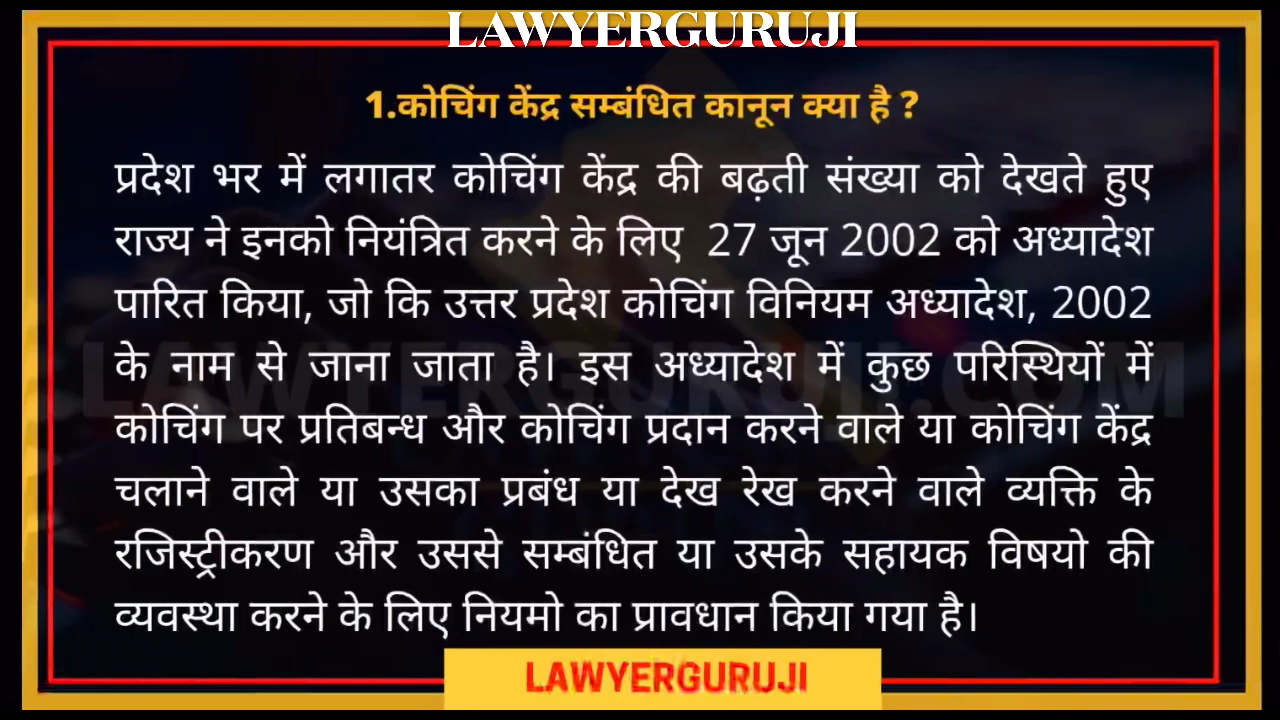 LAWYERGURUJI
1.कोचिंग केंद्र सम्बंधित कानून क्या है ?
प्रदेश भर में लगातर कोचिंग केंद्र की बढ़ती संख्या को देखते हुए
राज्य ने इनको नियंत्रित करने के लिए 27 जून 2002 को अध्यादेश
पारित किया, जो कि उत्तर प्रदेश कोचिंग विनियम अध्यादेश, 2002
के नाम से जाना जाता है। इस अध्यादेश में कुछ परिस्थियों में
LAWYERGURUJI.COM
कोचिंग पर प्रतिबन्ध और कोचिंग प्रदान करने वाले या कोचिंग केंद्र
चलाने वाले या उसका प्रबंध या देख रेख करने वाले व्यक्ति के
रजिस्ट्रीकरण और उससे सम्बंधित या उसके सहायक विषयो की
व्यवस्था करने के लिए नियमो का प्रावधान किया गया है।
LAWYERGURUJI